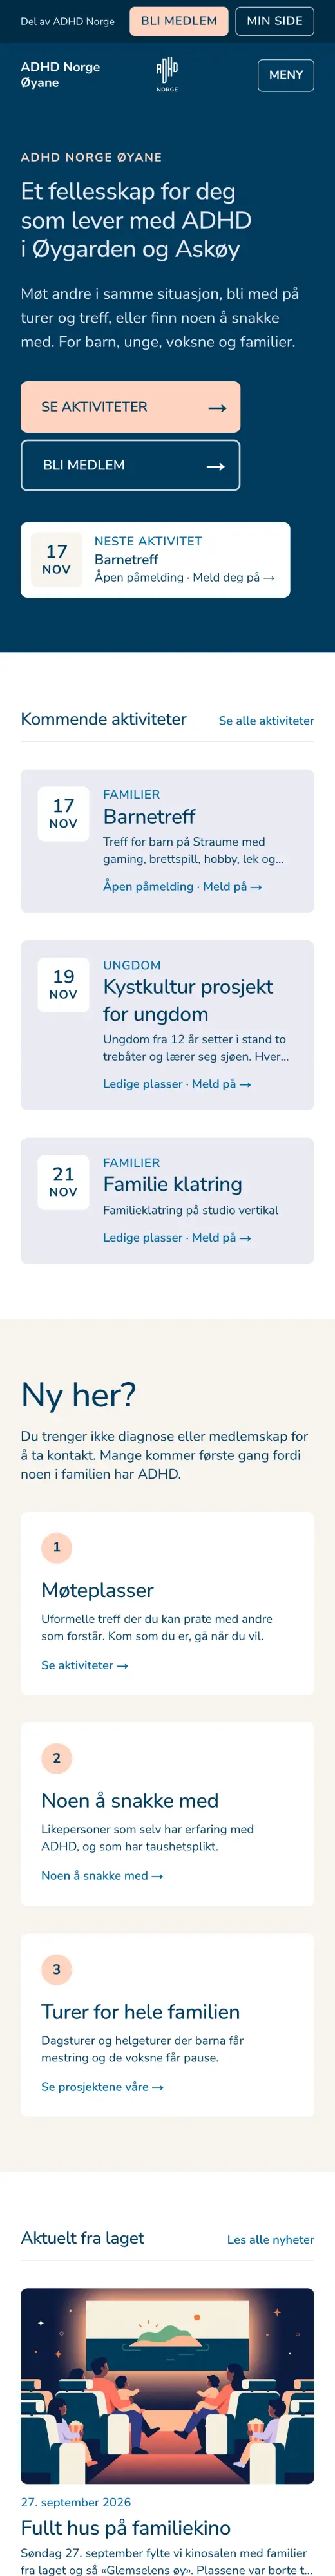 Del av ADHD Norge
BLI MEDLEM
MIN SIDE
ADHD Norge
Øyane
ADHD
NORGE
MENY
ADHD NORGE ØYANE
Et fellesskap for deg
som lever med ADHD
i Øygarden og Askøy
Møt andre i samme situasjon, bli med på
turer og treff, eller finn noen å snakke
med. For barn, unge, voksne og familier.
SE AKTIVITETER →
BLI MEDLEM →
17
NOV
NESTE AKTIVITET
Barnetreff
Åpen påmelding · Meld deg på →
Kommende aktiviteter
Se alle aktiviteter
17
NOV
FAMILIER
Barnetreff
Treff for barn på Straume med
gaming, brettspill, hobby, lek og...
Åpen påmelding · Meld på →
19
NOV
UNGDOM
Kystkultur prosjekt
for ungdom
Ungdom fra 12 år setter i stand to
trebåter og lærer seg sjøen. Hver...
Ledige plasser · Meld på →
21
NOV
FAMILIER
Familie klatring
Familieklatring på studio vertikal
Ledige plasser · Meld på →
Ny her?
Du trenger ikke diagnose eller medlemskap for
å ta kontakt. Mange kommer første gang fordi
noen i familien har ADHD.
1
Møteplasser
Uformelle treff der du kan prate med andre
som forstår. Kom som du er, gå når du vil.
Se aktiviteter →
2
Noen å snakke med
Likepersoner som selv har erfaring med
ADHD, og som har taushetsplikt.
Noen å snakke med →
3
Turer for hele familien
Dagsturer og helgeturer der barna får
mestring og de voksne får pause.
Se prosjektene våre →
Aktuelt fra laget
Les alle nyheter
27. september 2026
Fullt hus på familiekino
Søndag 27. september fylte vi kinosalen med familier
fra laget og så «Glemselens øy». Plassene var borte t...